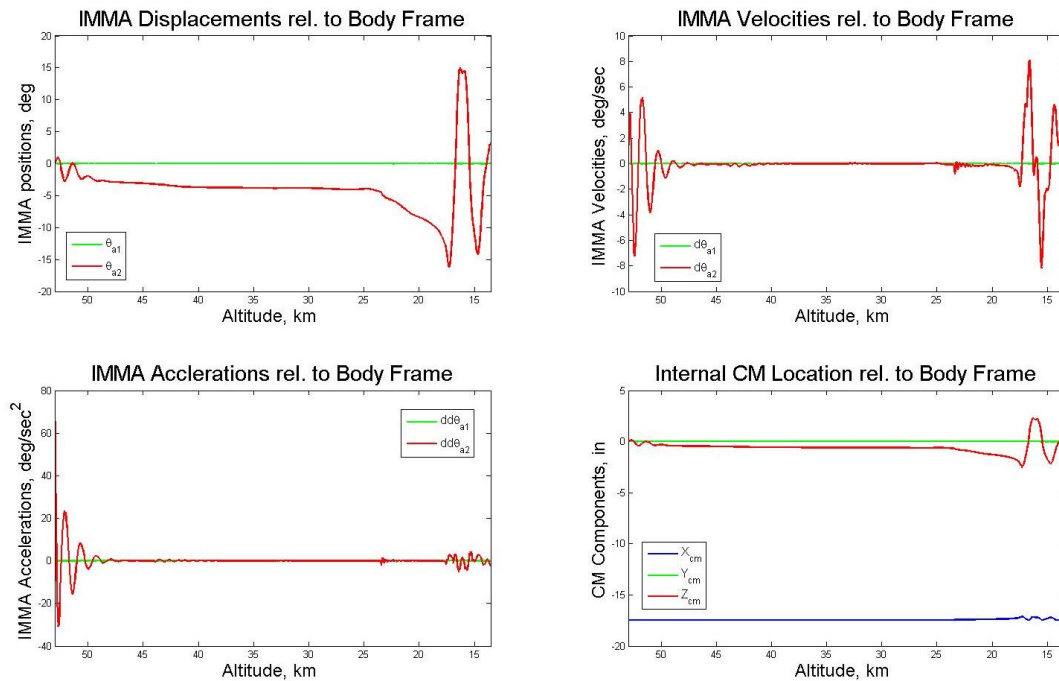 IMMA Displacements rel. to Body Frame
20
15
10
5
0
-5
-10
-15
-20
IMMA positions, deg
θa1
θa2
50 45 40 35 30 25 20 15
Altitude, km
IMMA Velocities rel. to Body Frame
10
8
6
4
2
0
-2
-4
-6
-8
-10
IMMA Velocities, deg/sec
dθa1
dθa2
50 45 40 35 30 25 20 15
Altitude, km
IMMA Acclerations rel. to Body Frame
80
60
40
20
0
-20
-40
IMMA Accelerations, deg/sec²
ddθa1
ddθa2
50 45 40 35 30 25 20 15
Altitude, km
Internal CM Location rel. to Body Frame
5
0
-5
-10
-15
-20
CM Components, in
Xcm
Ycm
Zcm
50 45 40 35 30 25 20 15
Altitude, km